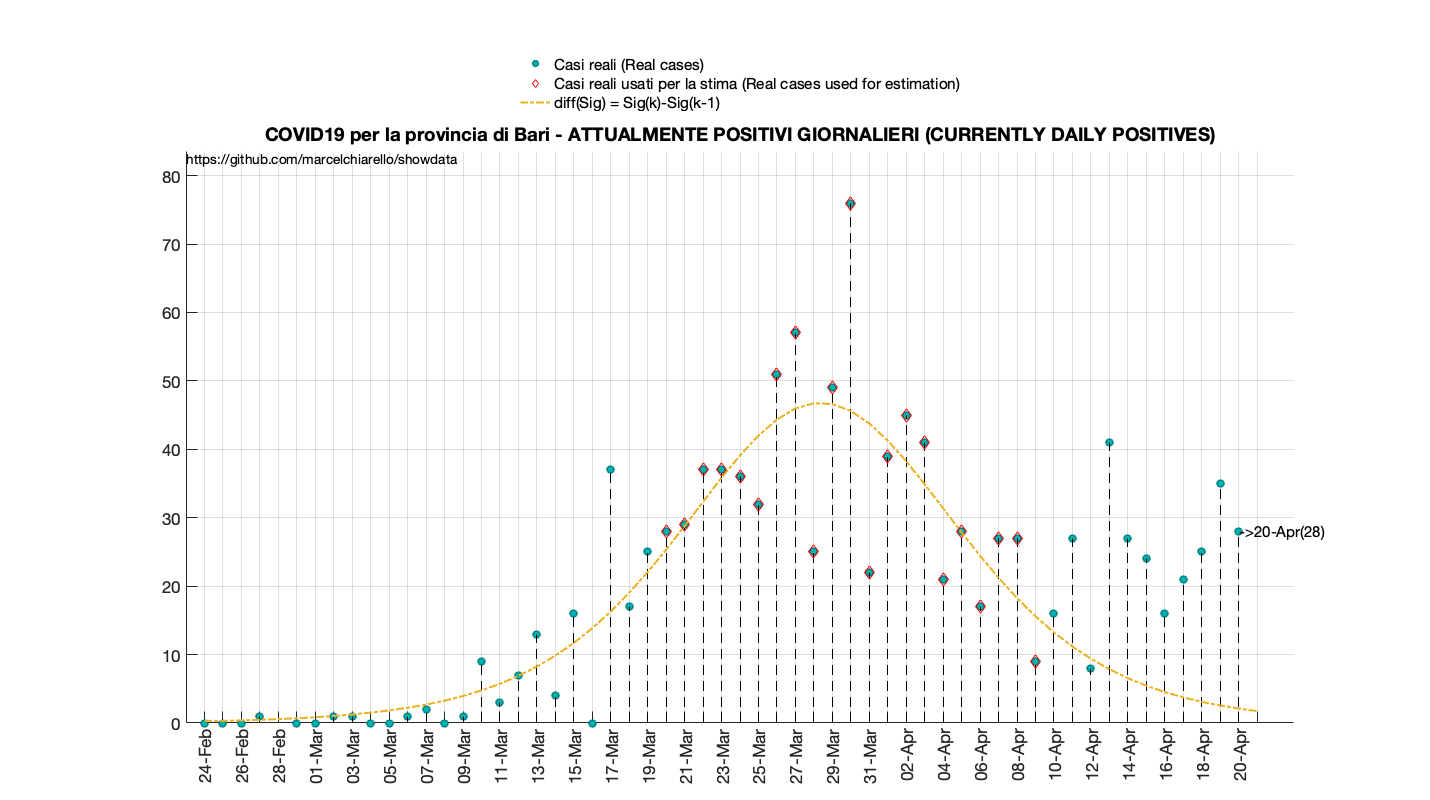 Casi reali (Real cases)
Casi reali usati per la stima (Real cases used for estimation)
diff(Sig) = Sig(k)-Sig(k-1)
COVID19 per la provincia di Bari - ATTUALMENTE POSITIVI GIORNALIERI (CURRENTLY DAILY POSITIVES)
https://github.com/marcelchiarello/showdata
80
70
60
50
40
30
20
10
0
->20-Apr(28)
24-Feb
26-Feb
28-Feb
01-Mar
03-Mar
05-Mar
07-Mar
09-Mar
11-Mar
13-Mar
15-Mar
17-Mar
19-Mar
21-Mar
23-Mar
25-Mar
27-Mar
29-Mar
31-Mar
02-Apr
04-Apr
06-Apr
08-Apr
10-Apr
12-Apr
14-Apr
16-Apr
18-Apr
20-Apr